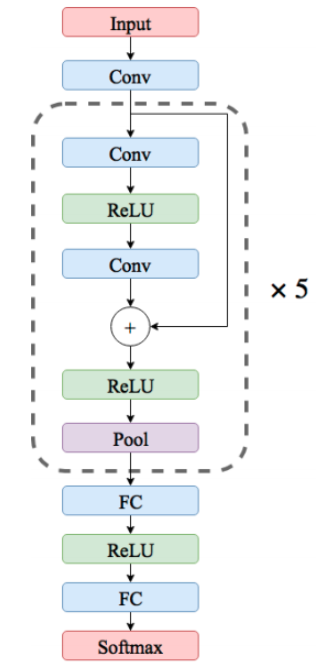 Input
Conv
Conv
ReLU
Conv
+
× 5
ReLU
Pool
FC
ReLU
FC
Softmax